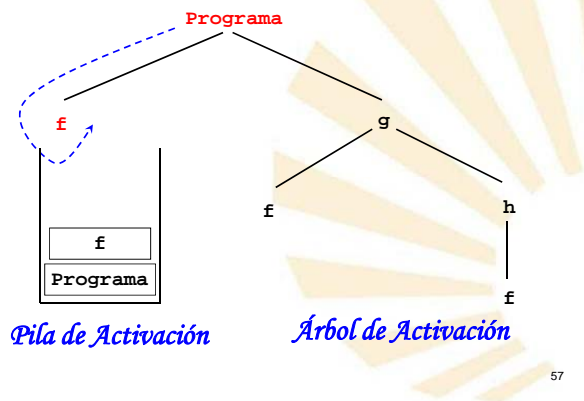 Programa
f
g
f
h
f
Programa
f
Pila de Activación
Árbol de Activación
57